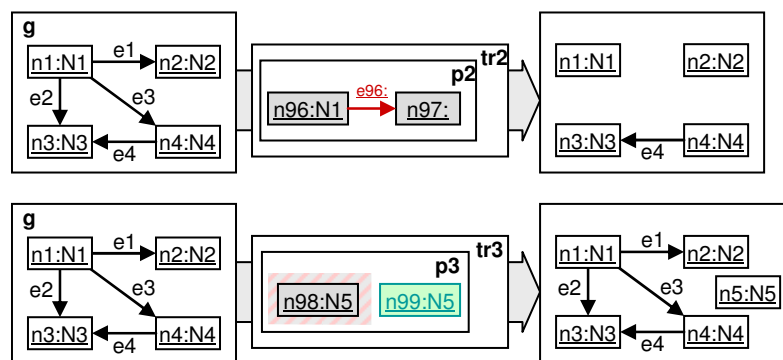 g
tr2
n1:N1 e1 n2:N2
p2
n1:N1 n2:N2
e2 e3
n96:N1 e96: n97:
n3:N3 e4 n4:N4
n3:N3 e4 n4:N4
g
tr3
n1:N1 e1 n2:N2
p3
n1:N1 e1 n2:N2
e2 e3
n98:N5 n99:N5
e2 e3 n5:N5
n3:N3 e4 n4:N4
n3:N3 e4 n4:N4